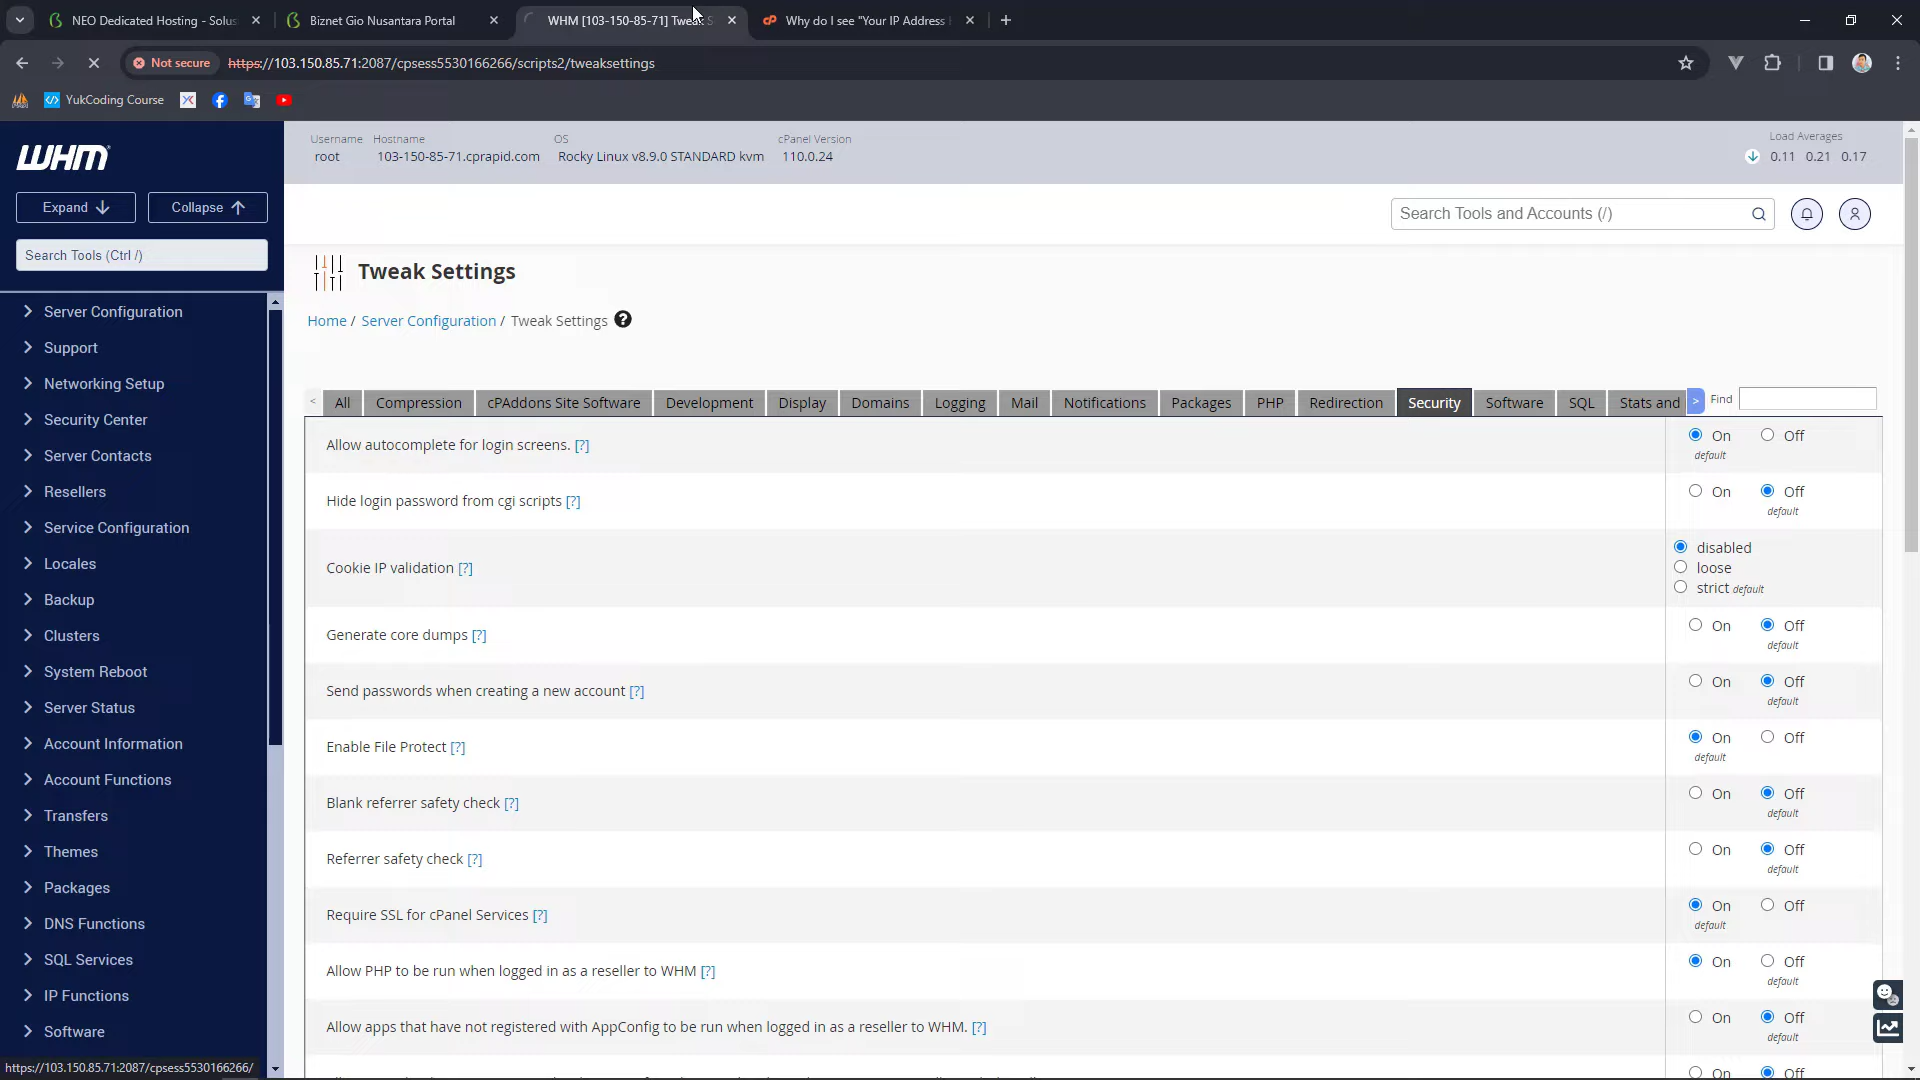 NEO Dedicated Hosting - Solus
Biznet Gio Nusantara Portal
WHM [103-150-85-71] Tweak S
Why do I see "Your IP Address
Not secure
https://103.150.85.71:2087/cpsess5530166266/scripts2/tweaksettings
YukCoding Course
WHM
Username
Hostname
OS
cPanel Version
Load Averages
root
103-150-85-71.cprapid.com
Rocky Linux v8.9.0 STANDARD kvm
110.0.24
0.11 0.21 0.17
Expand
Collapse
Search Tools (Ctrl /)
Search Tools and Accounts (/)
Server Configuration
Support
Networking Setup
Security Center
Server Contacts
Resellers
Service Configuration
Locales
Backup
Clusters
System Reboot
Server Status
Account Information
Account Functions
Transfers
Themes
Packages
DNS Functions
SQL Services
IP Functions
Software
Tweak Settings
Home / Server Configuration / Tweak Settings ?
< All Compression cPAddons Site Software Development Display Domains Logging Mail Notifications Packages PHP Redirection Security Software SQL Stats and > Find
Allow autocomplete for login screens. [?]
On Off
default
Hide login password from cgi scripts [?]
On Off
default
Cookie IP validation [?]
disabled
loose
strict default
Generate core dumps [?]
On Off
default
Send passwords when creating a new account [?]
On Off
default
Enable File Protect [?]
On Off
default
Blank referrer safety check [?]
On Off
default
Referrer safety check [?]
On Off
default
Require SSL for cPanel Services [?]
On Off
default
Allow PHP to be run when logged in as a reseller to WHM [?]
On Off
default
Allow apps that have not registered with AppConfig to be run when logged in as a reseller to WHM. [?]
On Off
default
On Off
https://103.150.85.71:2087/cpsess5530166266/